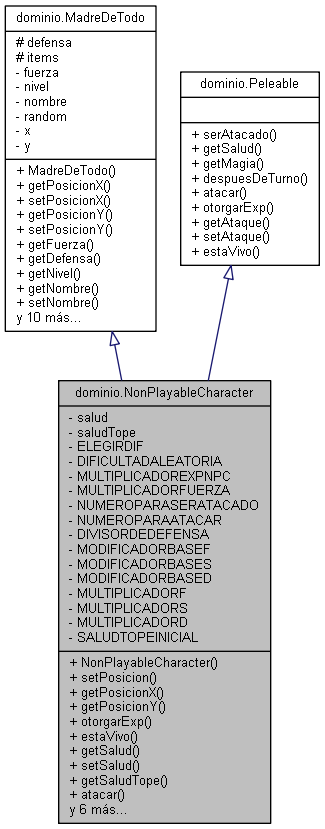 dominio.MadreDeTodo
# defensa
# items
- fuerza
- nivel
- nombre
- random
- x
- y
+ MadreDeTodo()
+ getPosicionX()
+ setPosicionX()
+ getPosicionY()
+ setPosicionY()
+ getFuerza()
+ getDefensa()
+ getNivel()
+ getNombre()
+ setNombre()
y 10 más...
dominio.Peleable
+ serAtacado()
+ getSalud()
+ getMagia()
+ despuesDeTurno()
+ atacar()
+ otorgarExp()
+ getAtaque()
+ setAtaque()
+ estaVivo()
dominio.NonPlayableCharacter
- salud
- saludTope
- ELEGIRDIF
- DIFICULTADALEATORIA
- MULTIPLICADOREXPNPC
- MULTIPLICADORFUERZA
- NUMEROPARASERATACADO
- NUMEROPARAATACAR
- DIVISORDEDEFENSA
- MODIFICADORBASEF
- MODIFICADORBASES
- MODIFICADORBASED
- MULTIPLICADORF
- MULTIPLICADORS
- MULTIPLICADORD
- SALUDTOPEINICIAL
+ NonPlayableCharacter()
+ setPosicion()
+ getPosicionX()
+ getPosicionY()
+ otorgarExp()
+ estaVivo()
+ getSalud()
+ setSalud()
+ getSaludTope()
+ atacar()
y 6 más...